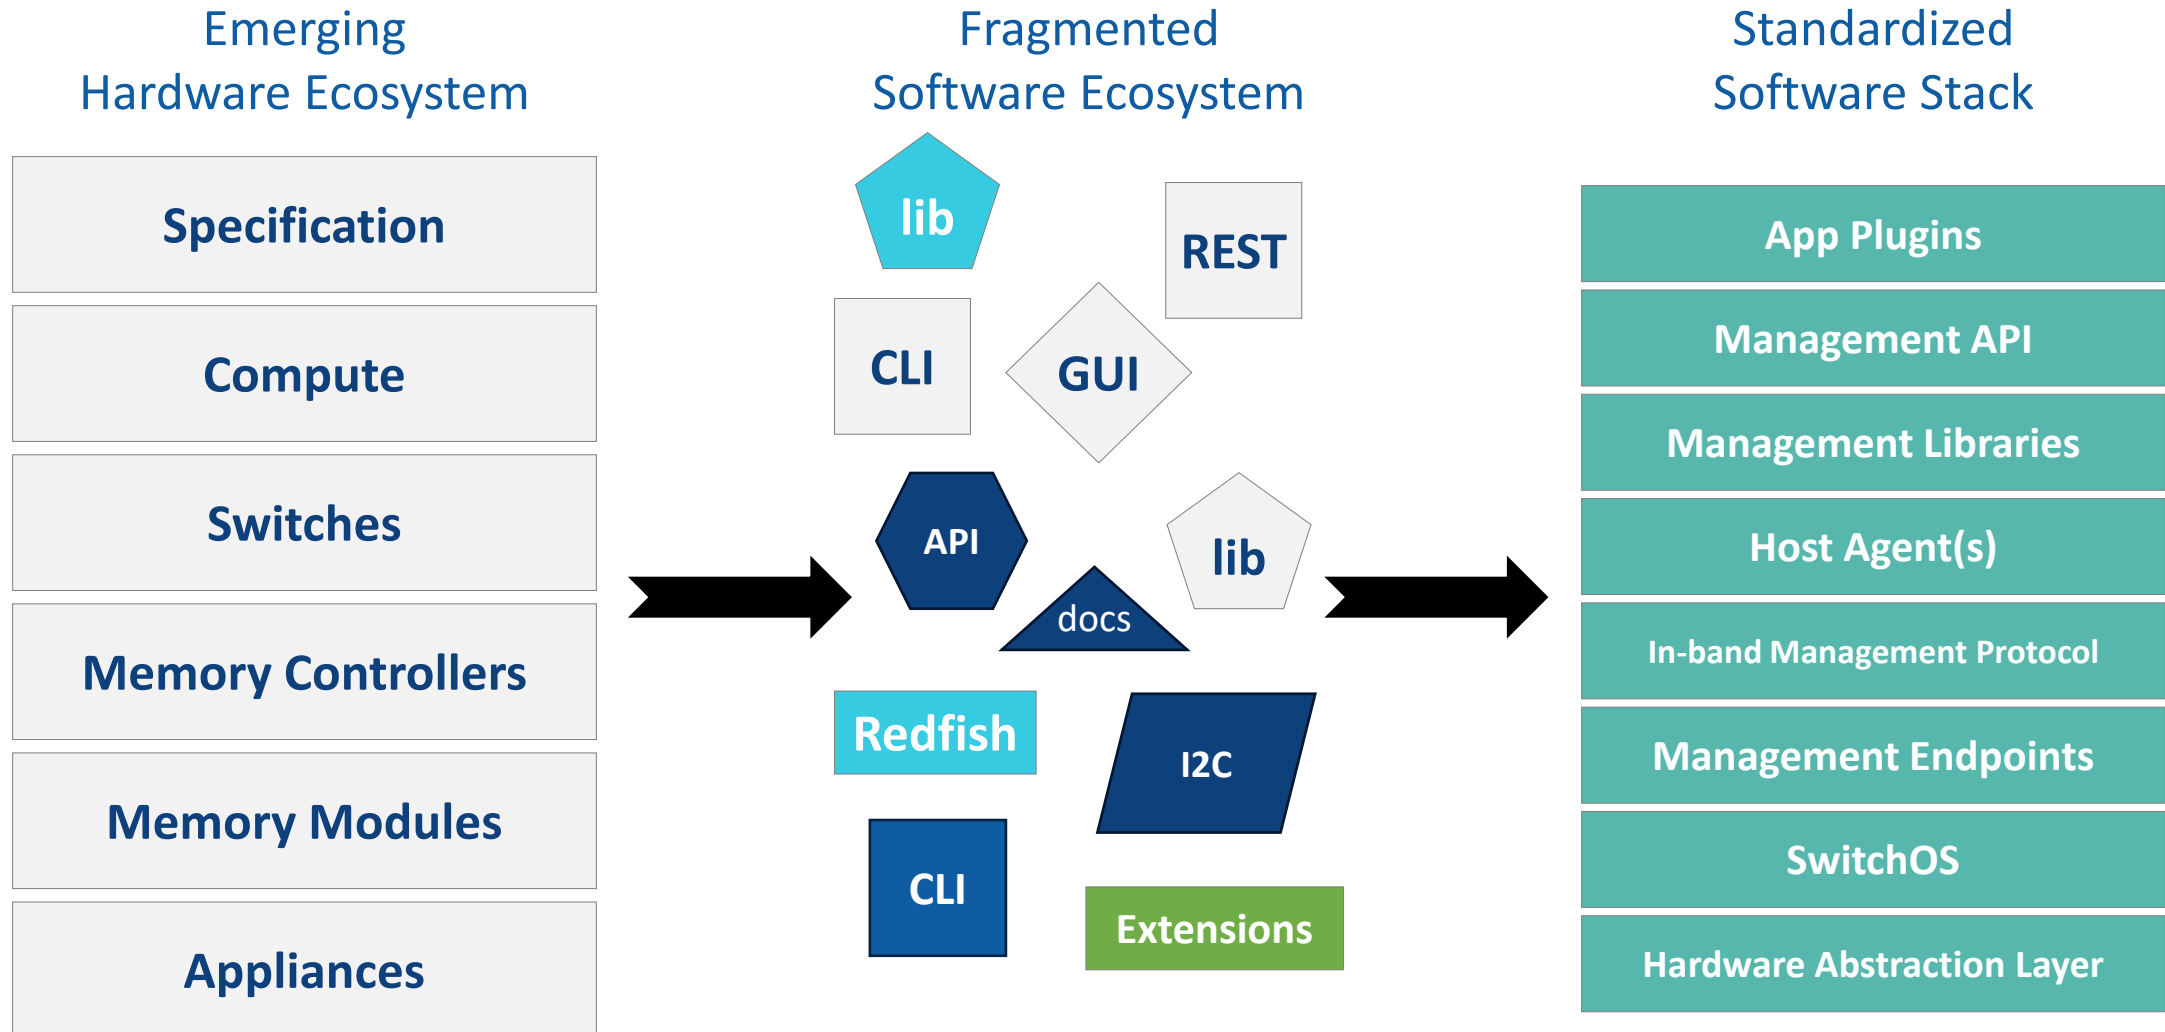 Emerging
Hardware Ecosystem
Specification
Compute
Switches
Memory Controllers
Memory Modules
Appliances
Fragmented
Software Ecosystem
lib
REST
CLI
GUI
API
lib
docs
Redfish
I2C
CLI
Extensions
Standardized
Software Stack
App Plugins
Management API
Management Libraries
Host Agent(s)
In-band Management Protocol
Management Endpoints
SwitchOS
Hardware Abstraction Layer